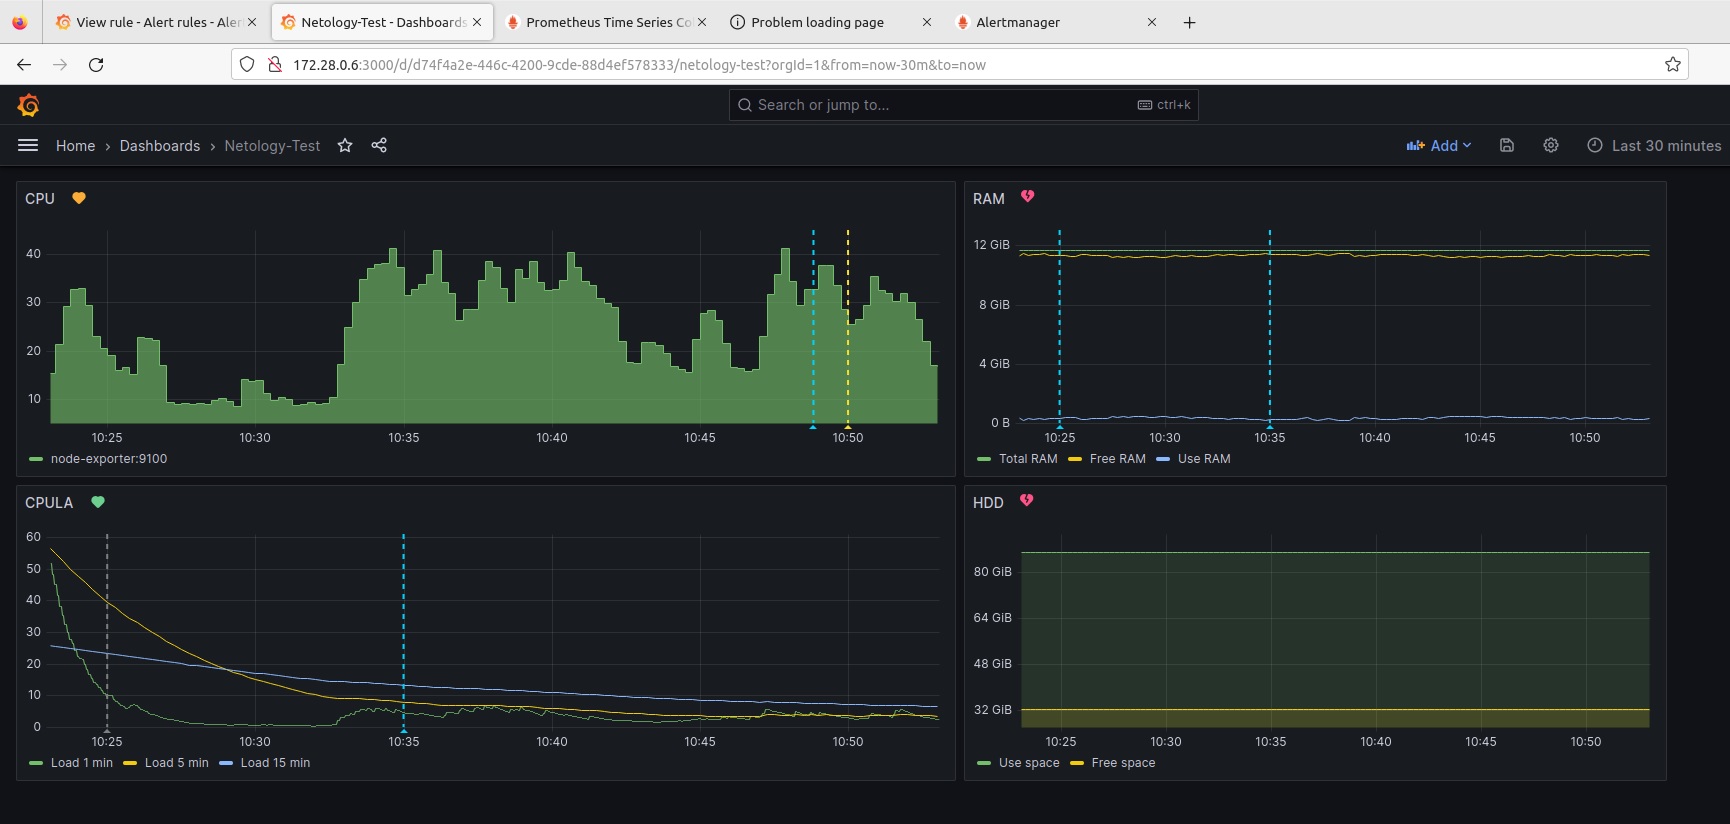 View rule - Alert rules - Aler
Netology-Test - Dashboards
Prometheus Time Series Co
Problem loading page
Alertmanager
172.28.0.6:3000/d/d74f4a2e-446c-4200-9cde-88d4ef578333/netology-test?orgId=1&from=now-30m&to=now
Search or jump to...
ctrl+k
Home › Dashboards › Netology-Test
Add
Last 30 minutes
CPU
40
30
20
10
10:25 10:30 10:35 10:40 10:45 10:50
node-exporter:9100
RAM
12 GiB
8 GiB
4 GiB
0 B
10:25 10:30 10:35 10:40 10:45 10:50
Total RAM Free RAM Use RAM
CPULA
60
50
40
30
20
10
0
10:25 10:30 10:35 10:40 10:45 10:50
Load 1 min Load 5 min Load 15 min
HDD
80 GiB
64 GiB
48 GiB
32 GiB
10:25 10:30 10:35 10:40 10:45 10:50
Use space Free space